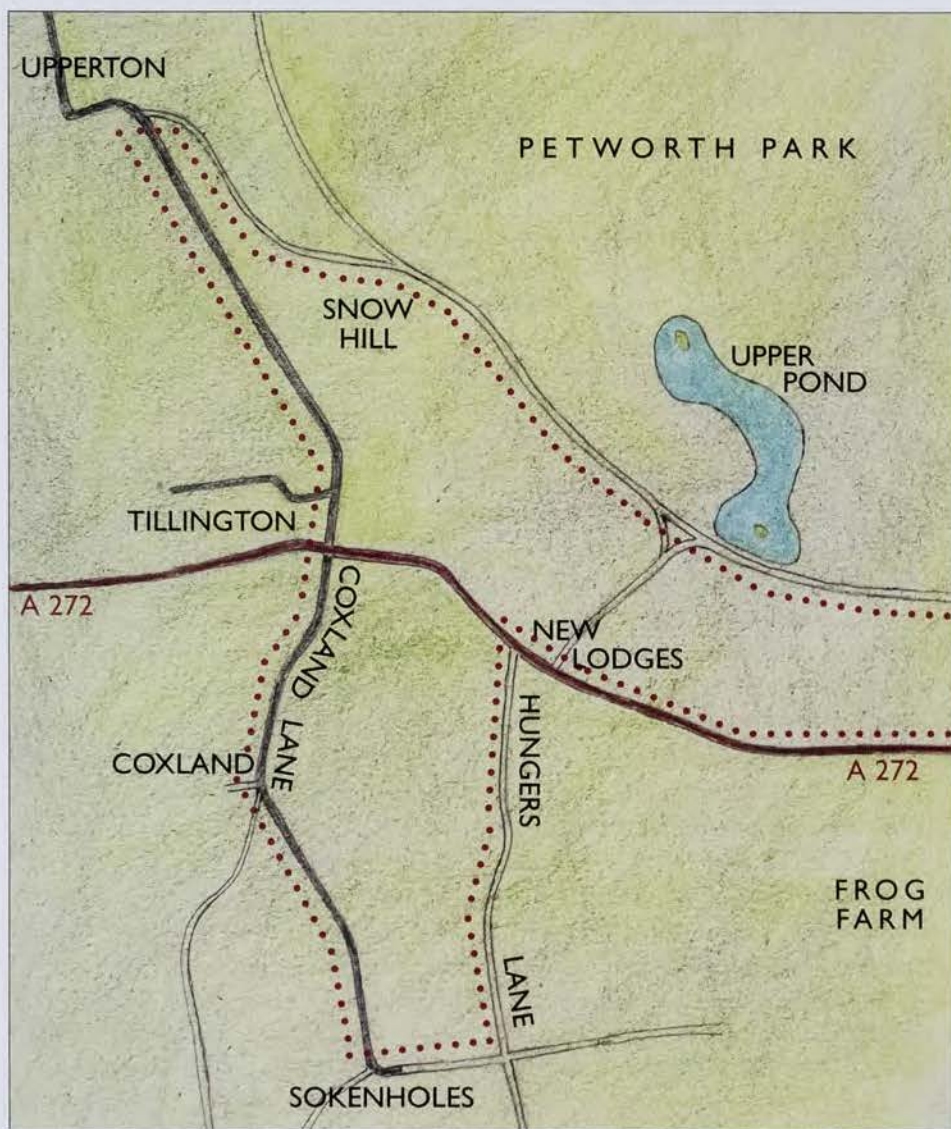 UPPERTON
PETWORTH PARK
SNOW
HILL
UPPER
POND
TILLINGTON
A 272
COXLAND LANE
NEW
LODGES
HUNGERS
LANE
COXLAND
A 272
FROG
FARM
SOKENHOLES